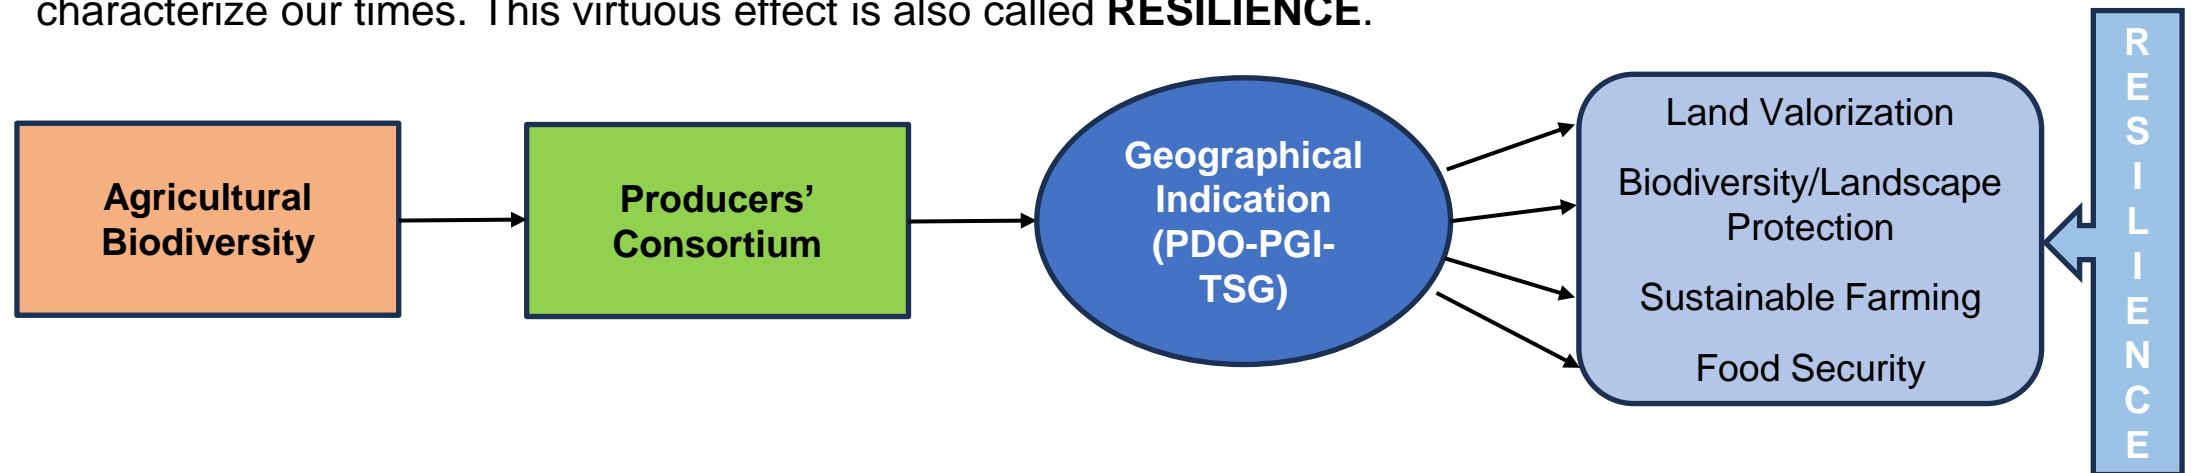 characterize our times. This virtuous effect is also called RESILIENCE.
Agricultural
Biodiversity
Producers’
Consortium
Geographical
Indication
(PDO-PGI-
TSG)
Land Valorization
Biodiversity/Landscape
Protection
Sustainable Farming
Food Security
R
E
S
I
L
I
E
N
C
E